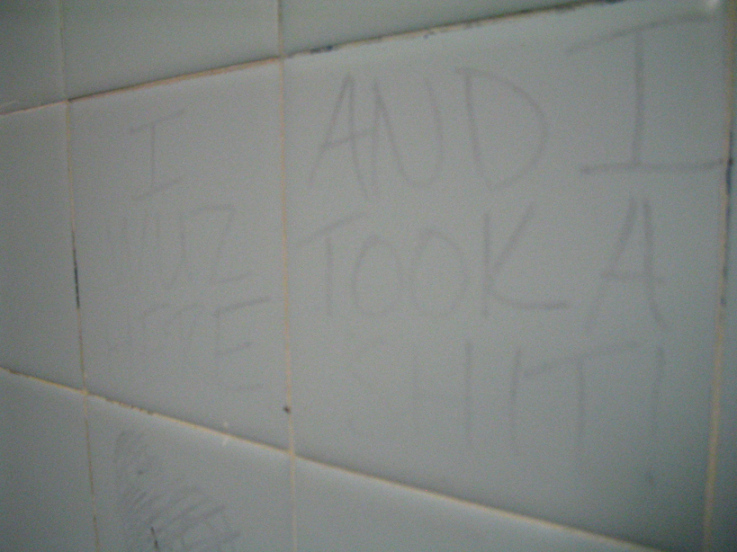 I
WUZ
HERE
AND I
TOOK A
SHIT!